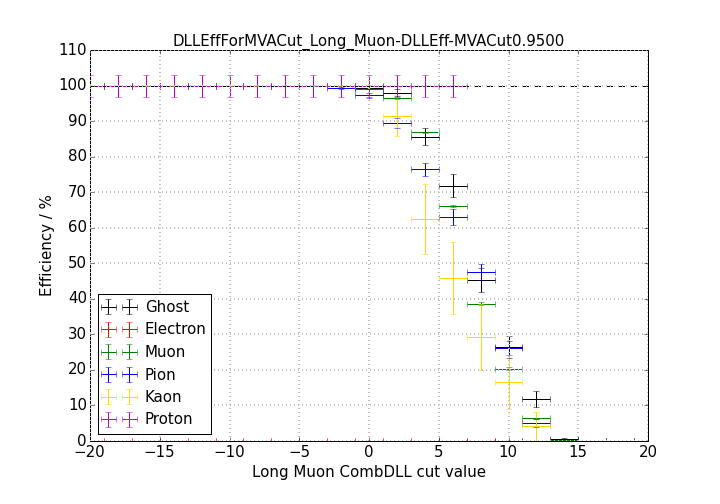 DLLEffForMVACut_Long_Muon-DLLEff-MVACut0.9500
110
100
90
80
70
60
50
40
30
20
10
0
Efficiency / %
Ghost
Electron
Muon
Pion
Kaon
Proton
−20 −15 −10 −5 0 5 10 15 20
Long Muon CombDLL cut value